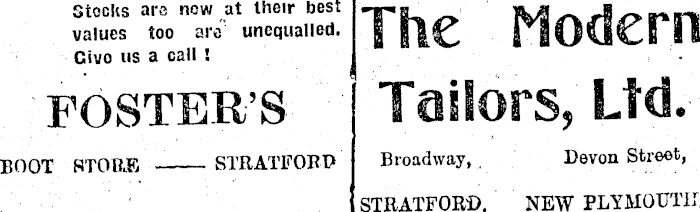 Stocks are now at their best
values too are unequalled.
Givo us a call !
FOSTER'S
BOOT STORE —— STRATFORD
The Modern
Tailors, Ltd.
Broadway, Devon Street,
STRATFORD. NEW PLYMOUTH